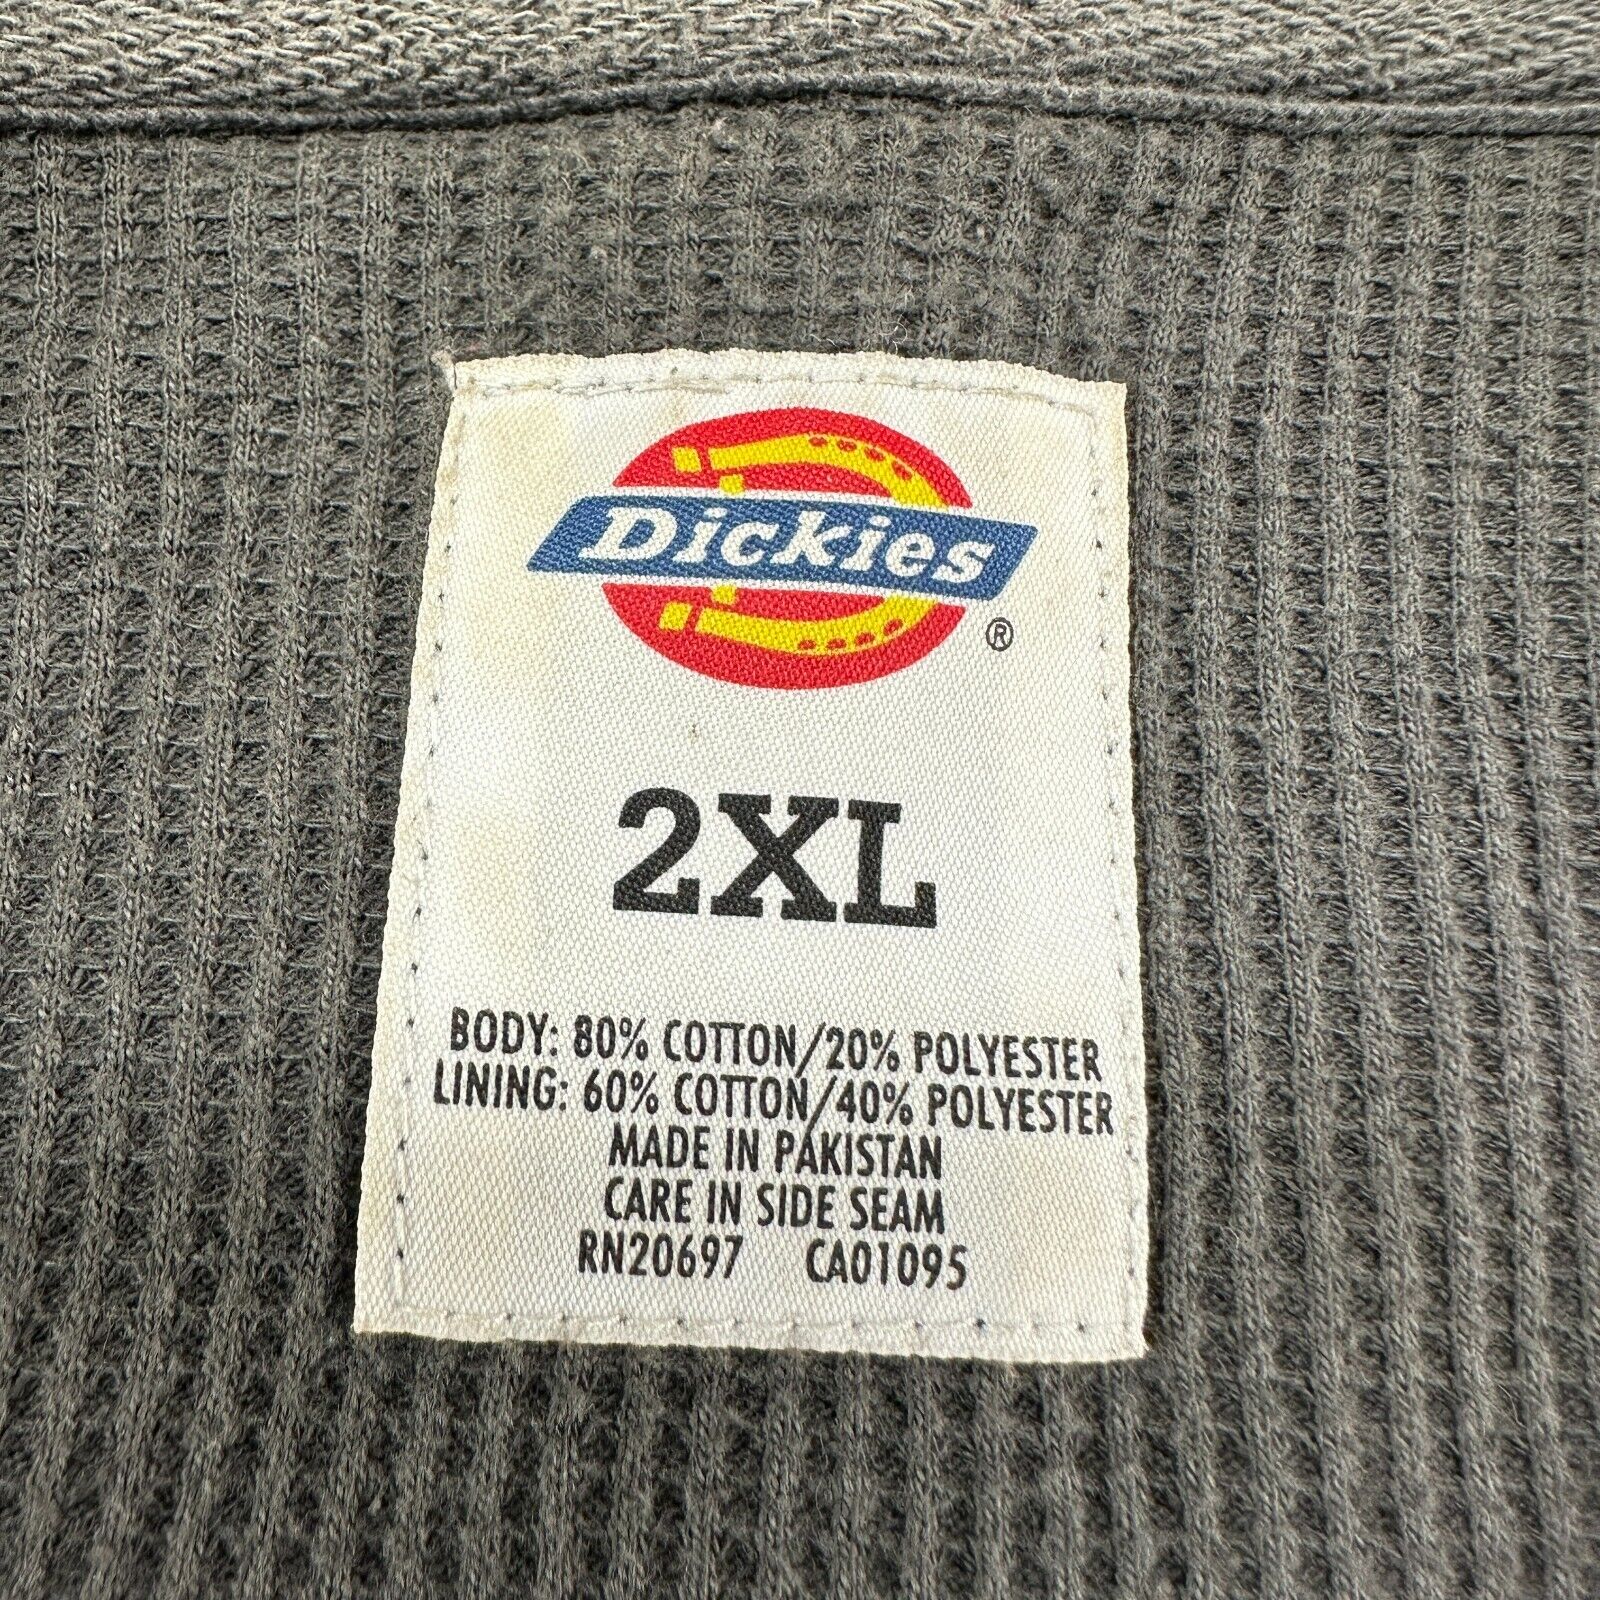 Dickies
®
2XL
BODY: 80% COTTON/20% POLYESTER
LINING: 60% COTTON/40% POLYESTER
MADE IN PAKISTAN
CARE IN SIDE SEAM
RN20697 CA01095